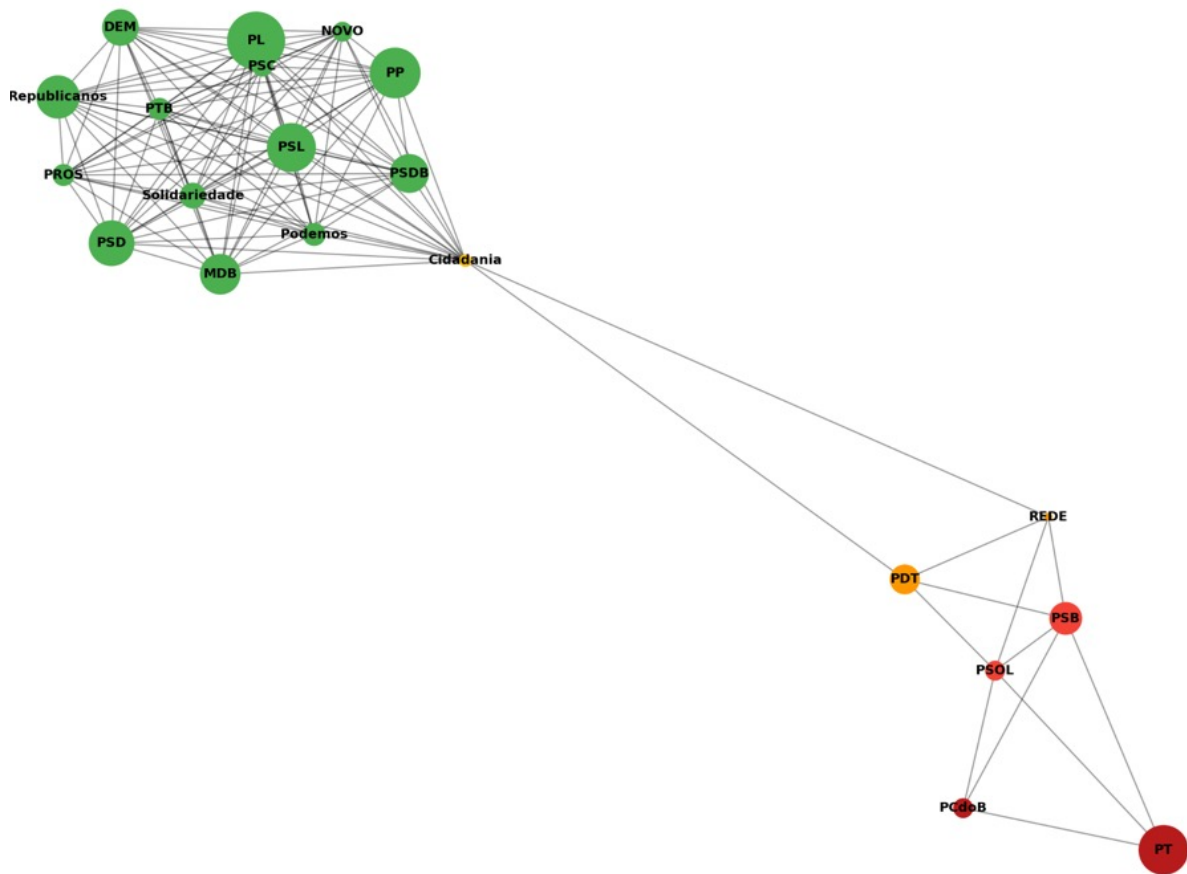 DEM
PL
NOVO
PSC
PP
Republicanos
PTB
PSL
PROS
PSDB
Solidariedade
Podemos
PSD
MDB
Cidadania
REDE
PDT
PSB
PSOL
PCdoB
PT